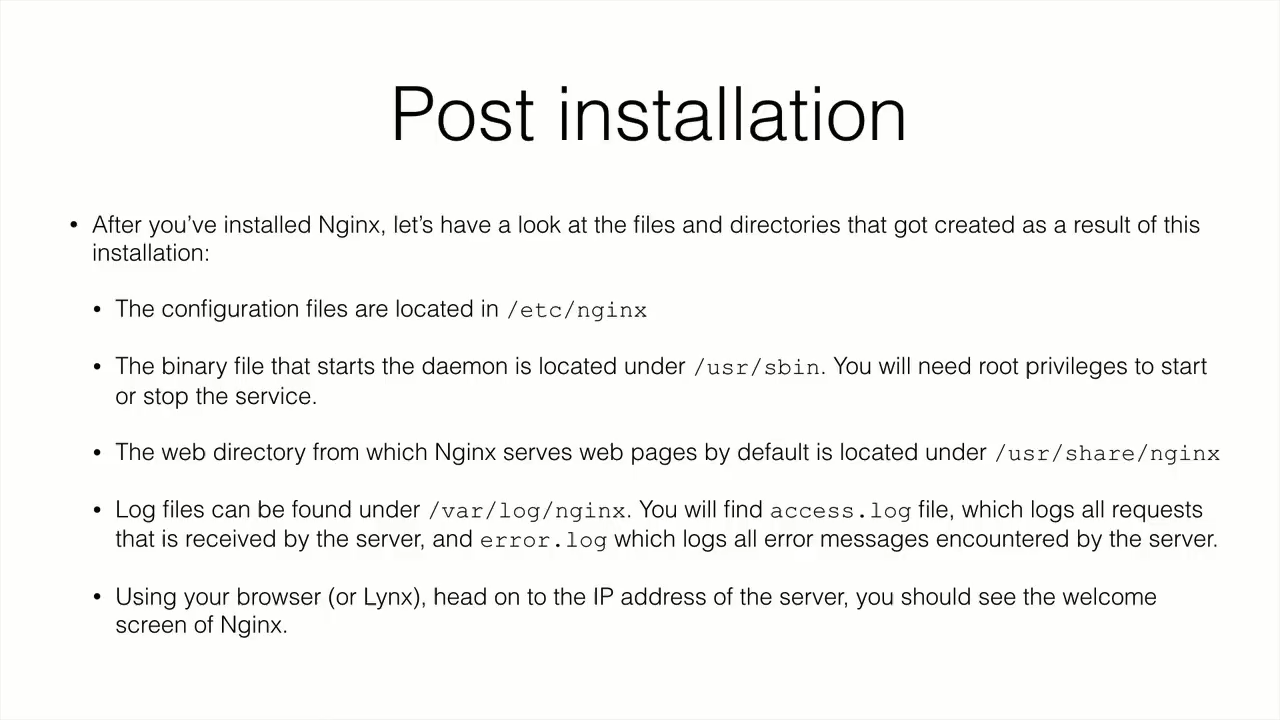 Post installation
• After you’ve installed Nginx, let’s have a look at the files and directories that got created as a result of this
installation:
• The configuration files are located in /etc/nginx
• The binary file that starts the daemon is located under /usr/sbin. You will need root privileges to start
or stop the service.
• The web directory from which Nginx serves web pages by default is located under /usr/share/nginx
• Log files can be found under /var/log/nginx. You will find access.log file, which logs all requests
that is received by the server, and error.log which logs all error messages encountered by the server.
• Using your browser (or Lynx), head on to the IP address of the server, you should see the welcome
screen of Nginx.